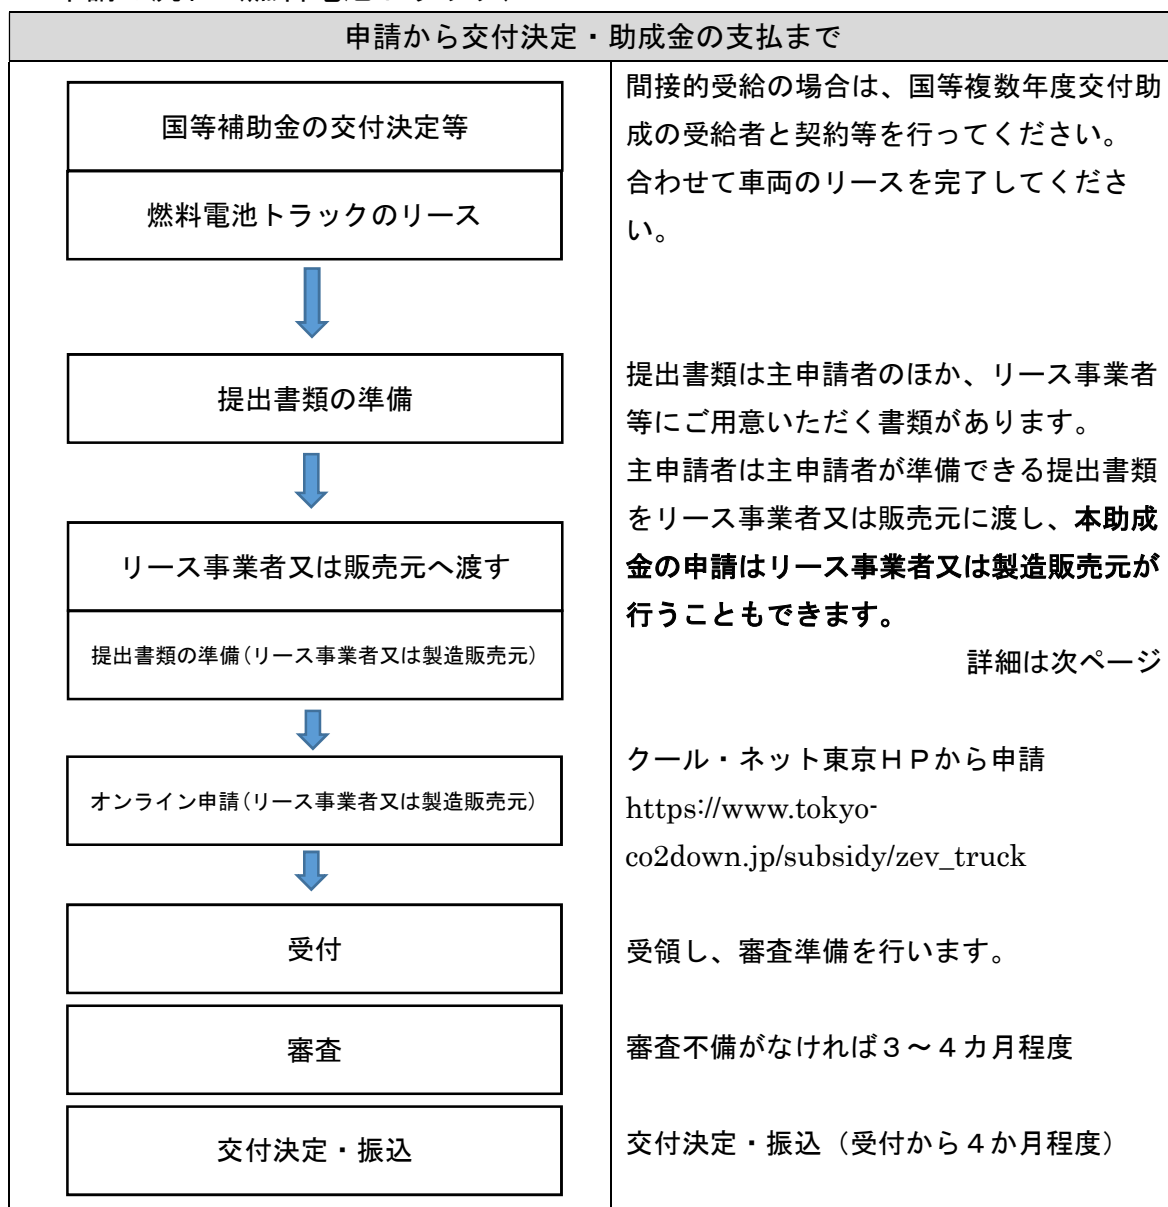 申請から交付決定・助成金の支払まで
国等補助金の交付決定等
燃料電池トラックのリース
間接的受給の場合は、国等複数年度交付助
成の受給者と契約等を行ってください。
合わせて車両のリースを完了してくださ
い。
提出書類の準備
提出書類は主申請者のほか、リース事業者
等にご用意いただく書類があります。
主申請者は主申請者が準備できる提出書類
をリース事業者又は販売元に渡し、本助成
金の申請はリース事業者又は製造販売元が
行うこともできます。
詳細は次ページ
リース事業者又は販売元へ渡す
提出書類の準備(リース事業者又は製造販売元)
オンライン申請(リース事業者又は製造販売元)
クール・ネット東京HPから申請
https://www.tokyo-
co2down.jp/subsidy/zev_truck
受付
受領し、審査準備を行います。
審査
審査不備がなければ3～4カ月程度
交付決定・振込
交付決定・振込（受付から4か月程度）